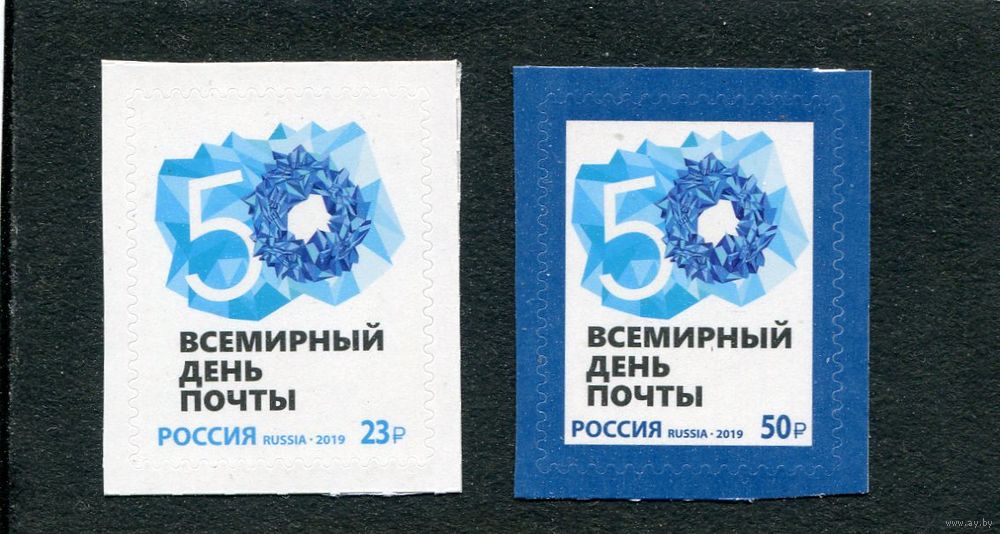 50
ВСЕМИРНЫЙ
ДЕНЬ
ПОЧТЫ
РОССИЯ RUSSIA · 2019 23₽
50
ВСЕМИРНЫЙ
ДЕНЬ
ПОЧТЫ
РОССИЯ RUSSIA · 2019 50₽
www.ay.by